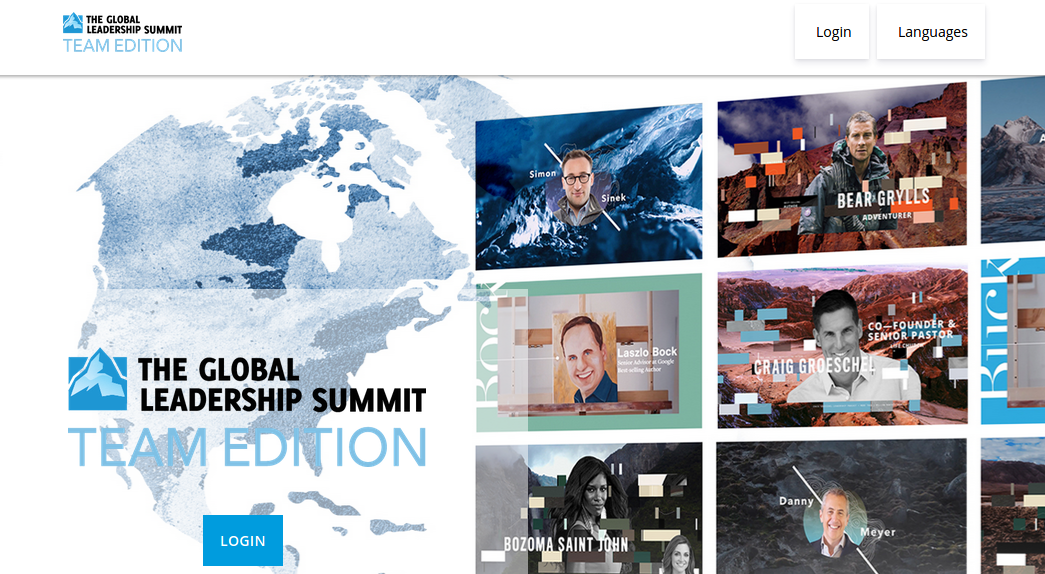 THE GLOBAL
LEADERSHIP SUMMIT
TEAM EDITION
Login
Languages
Simon
Sinek
BEAR GRYLLS
ADVENTURER
Bock
Laszlo Bock
Senior Advisor at Google
Best-selling Author
CO—FOUNDER &
SENIOR PASTOR
LIFE.CHURCH
CRAIG GROESCHEL
THE GLOBAL
LEADERSHIP SUMMIT
TEAM EDITION
BOZOMA SAINT JOHN
Danny
Meyer
LOGIN